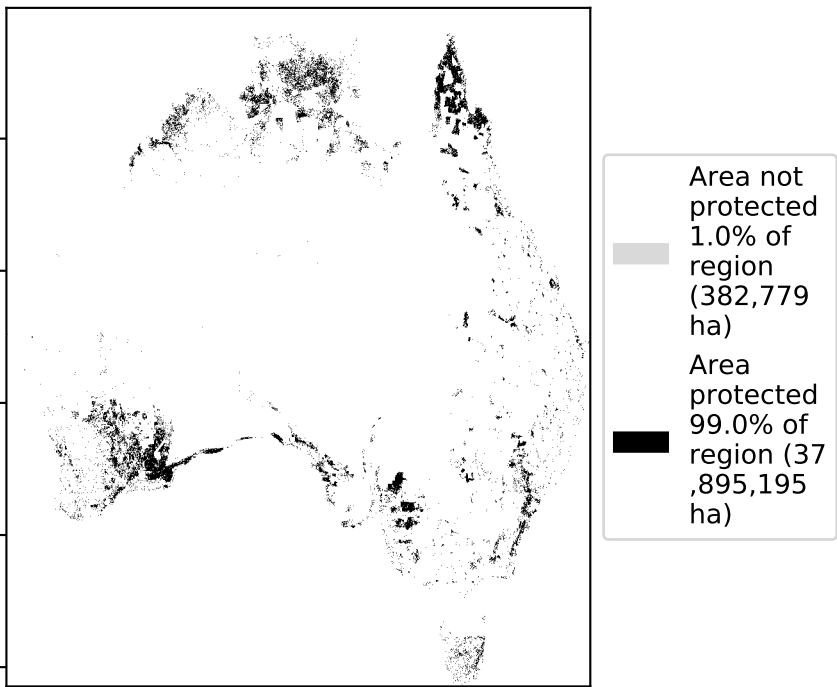 Area not
protected
1.0% of
region
(382,779
ha)
Area
protected
99.0% of
region (37
,895,195
ha)